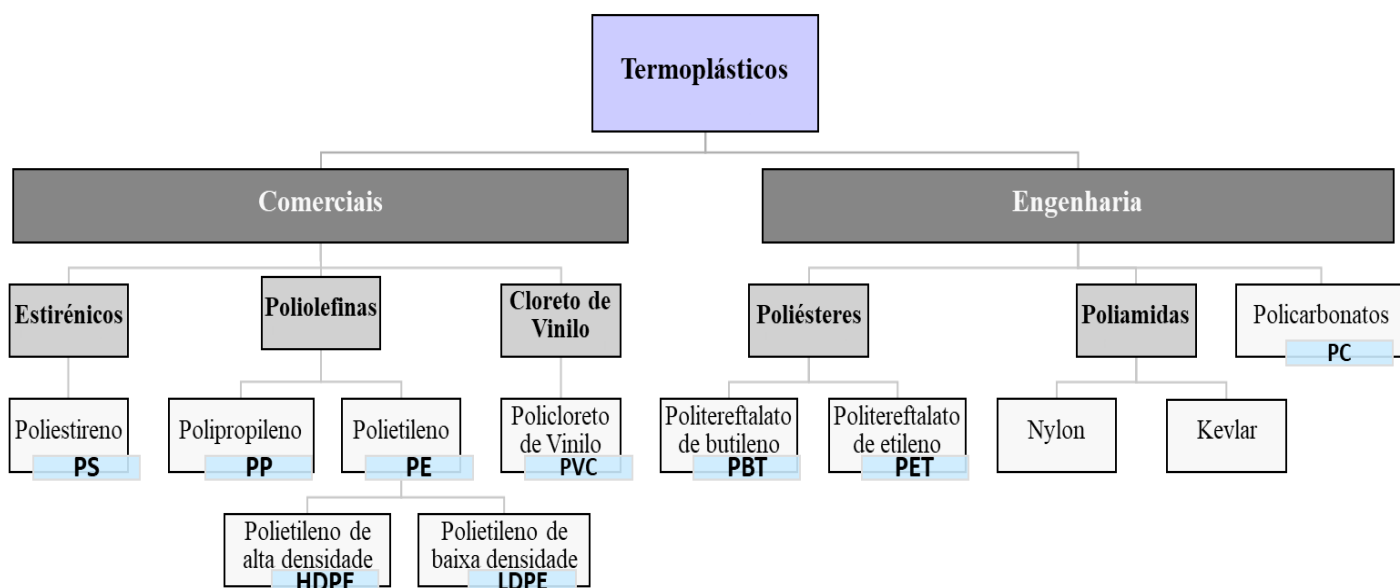 Termoplásticos
Comerciais
Engenharia
Estirénicos
Poliolefinas
Cloreto de
Vinilo
Poliésteres
Poliamidas
Policarbonatos
PC
Poliestireno
PS
Polipropileno
PP
Polietileno
PE
Policloreto
de Vinilo
PVC
Politereftalato
de butileno
PBT
Politereftalato
de etileno
PET
Nylon
Kevlar
Polietileno de
alta densidade
HDPE
Polietileno de
baixa densidade
LDPE